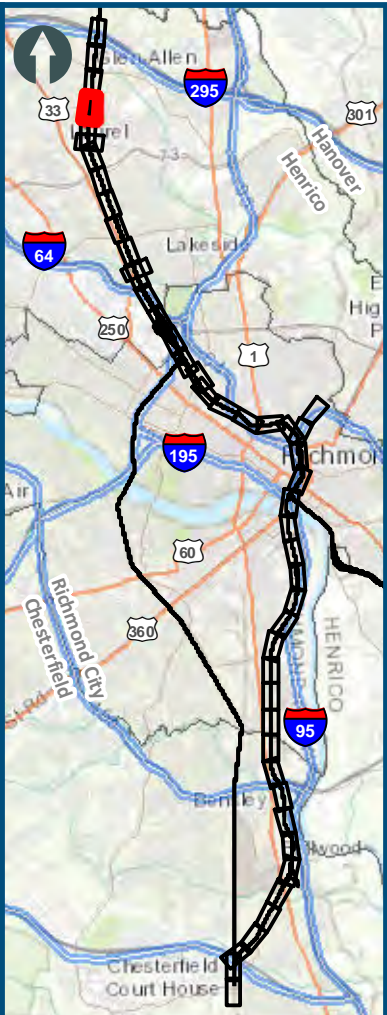 Glen Allen
33
295
301
Hanover
Henrico
Laurel
73
Lakeside
64
250
1
195
Air
60
Richmond City
Chesterfield
360
HENRICO
95
Bensley
Chesterfield
Court House